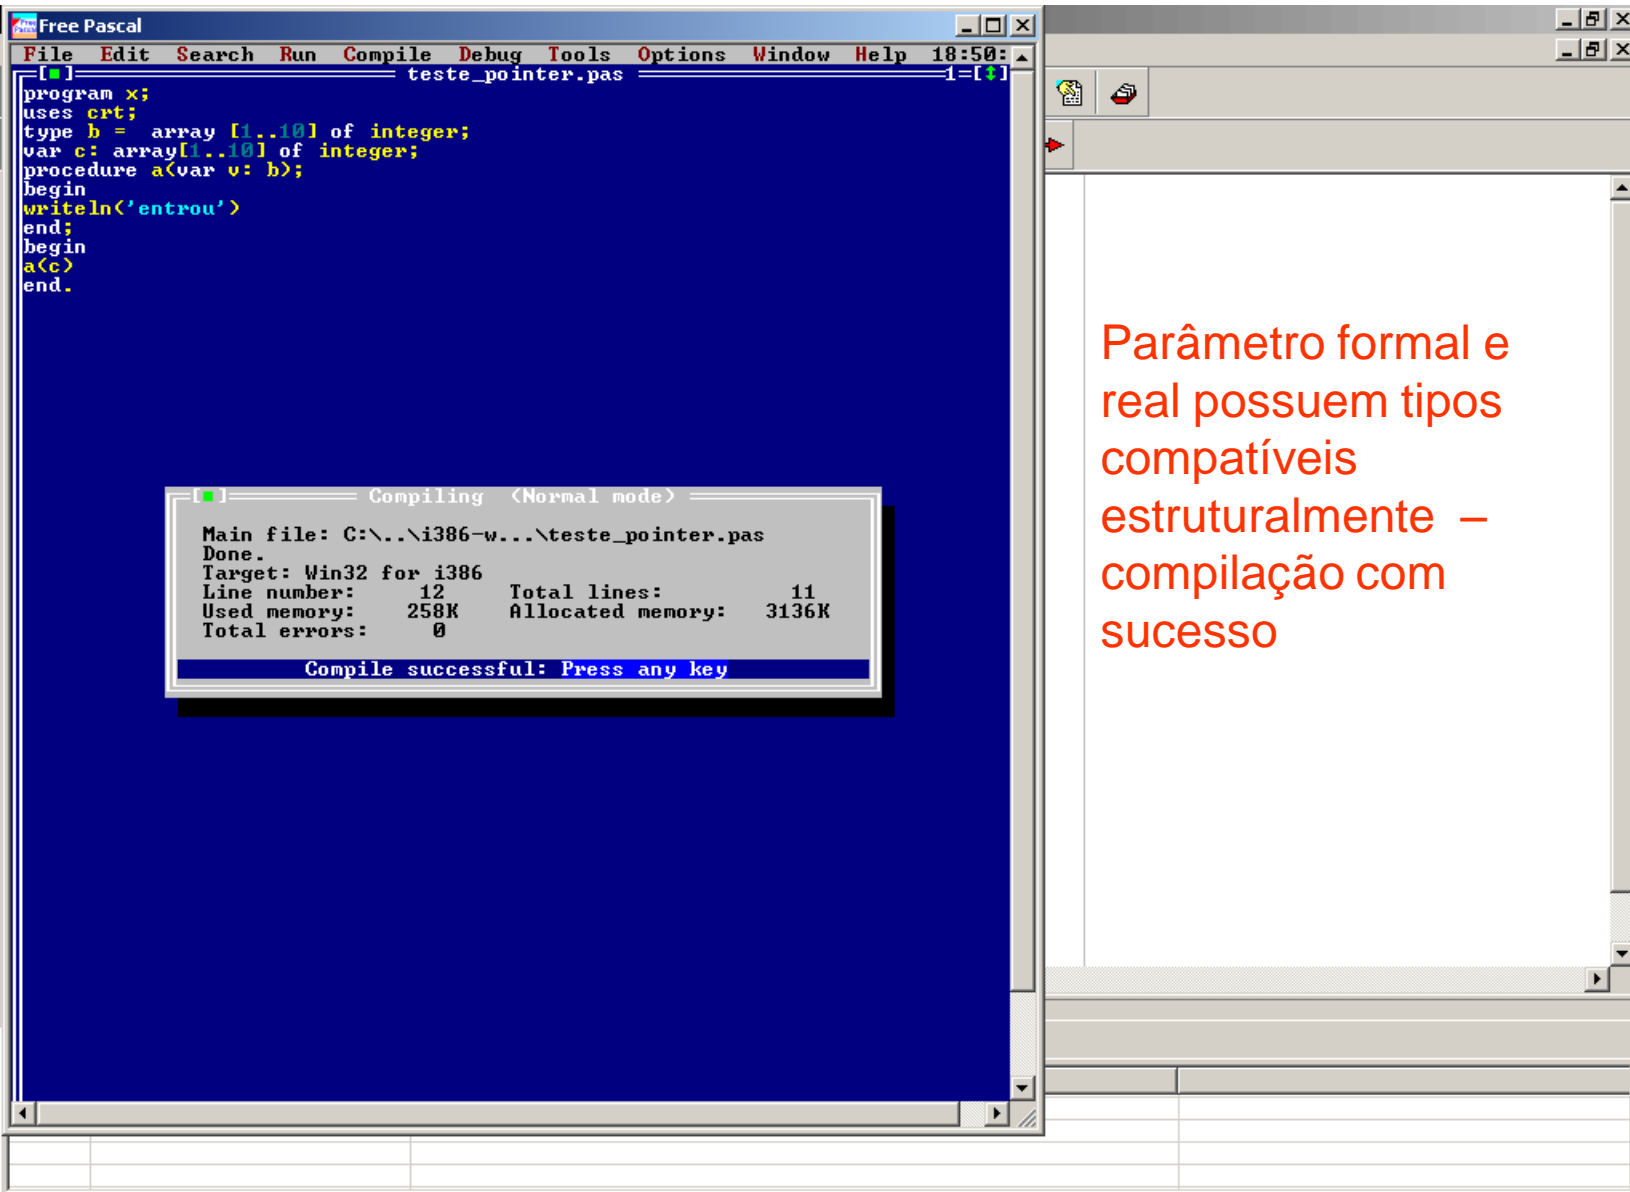 Free Pascal
File Edit Search Run Compile Debug Tools Options Window Help 18:50:
teste_pointer.pas 1=[↕]
program x;
uses crt;
type b =  array [1..10] of integer;
var c: array[1..10] of integer;
procedure a(var v: b);
begin
writeln('entrou')
end;
begin
a(c)
end.
Compiling (Normal mode)
Main file: C:\..\i386-w...\teste_pointer.pas
Done.
Target: Win32 for i386
Line number: 12 Total lines: 11
Used memory: 258K Allocated memory: 3136K
Total errors: 0
Compile successful: Press any key
Parâmetro formal e
real possuem tipos
compatíveis
estruturalmente –
compilação com
sucesso